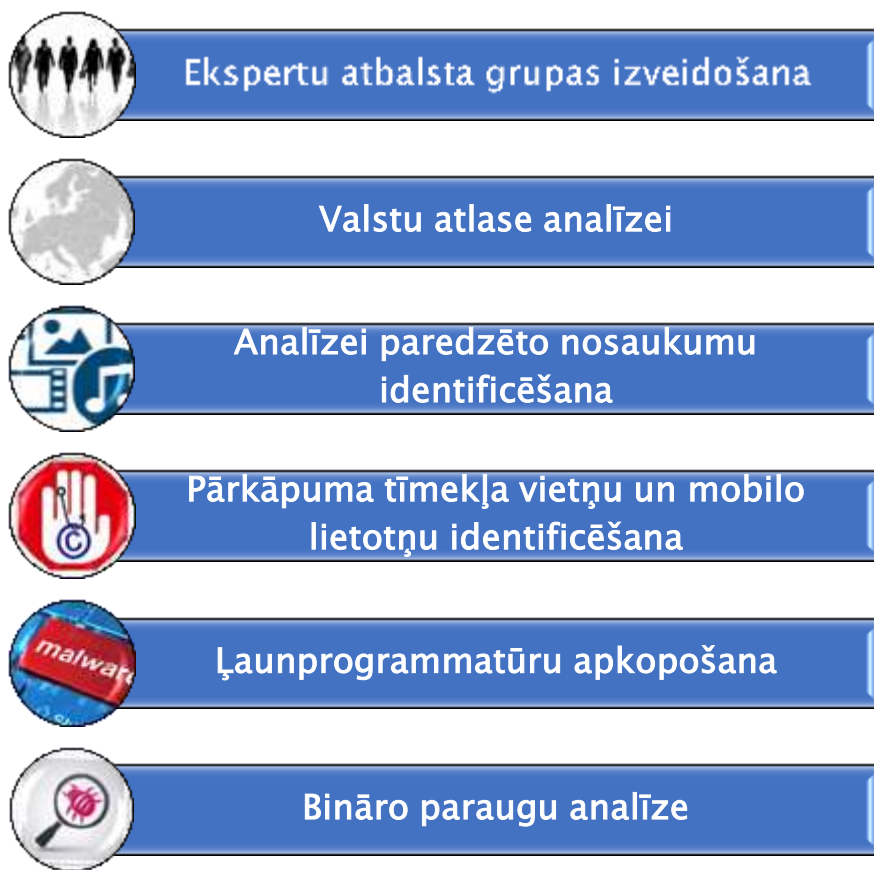 Ekspertu atbalsta grupas izveidošana
Valstu atlase analīzei
Analīzei paredzēto nosaukumu
identificēšana
Pārkāpuma tīmekļa vietņu un mobilo
lietotņu identificēšana
©
malware
Ļaunprogrammatūru apkopošana
Bināro paraugu analīze